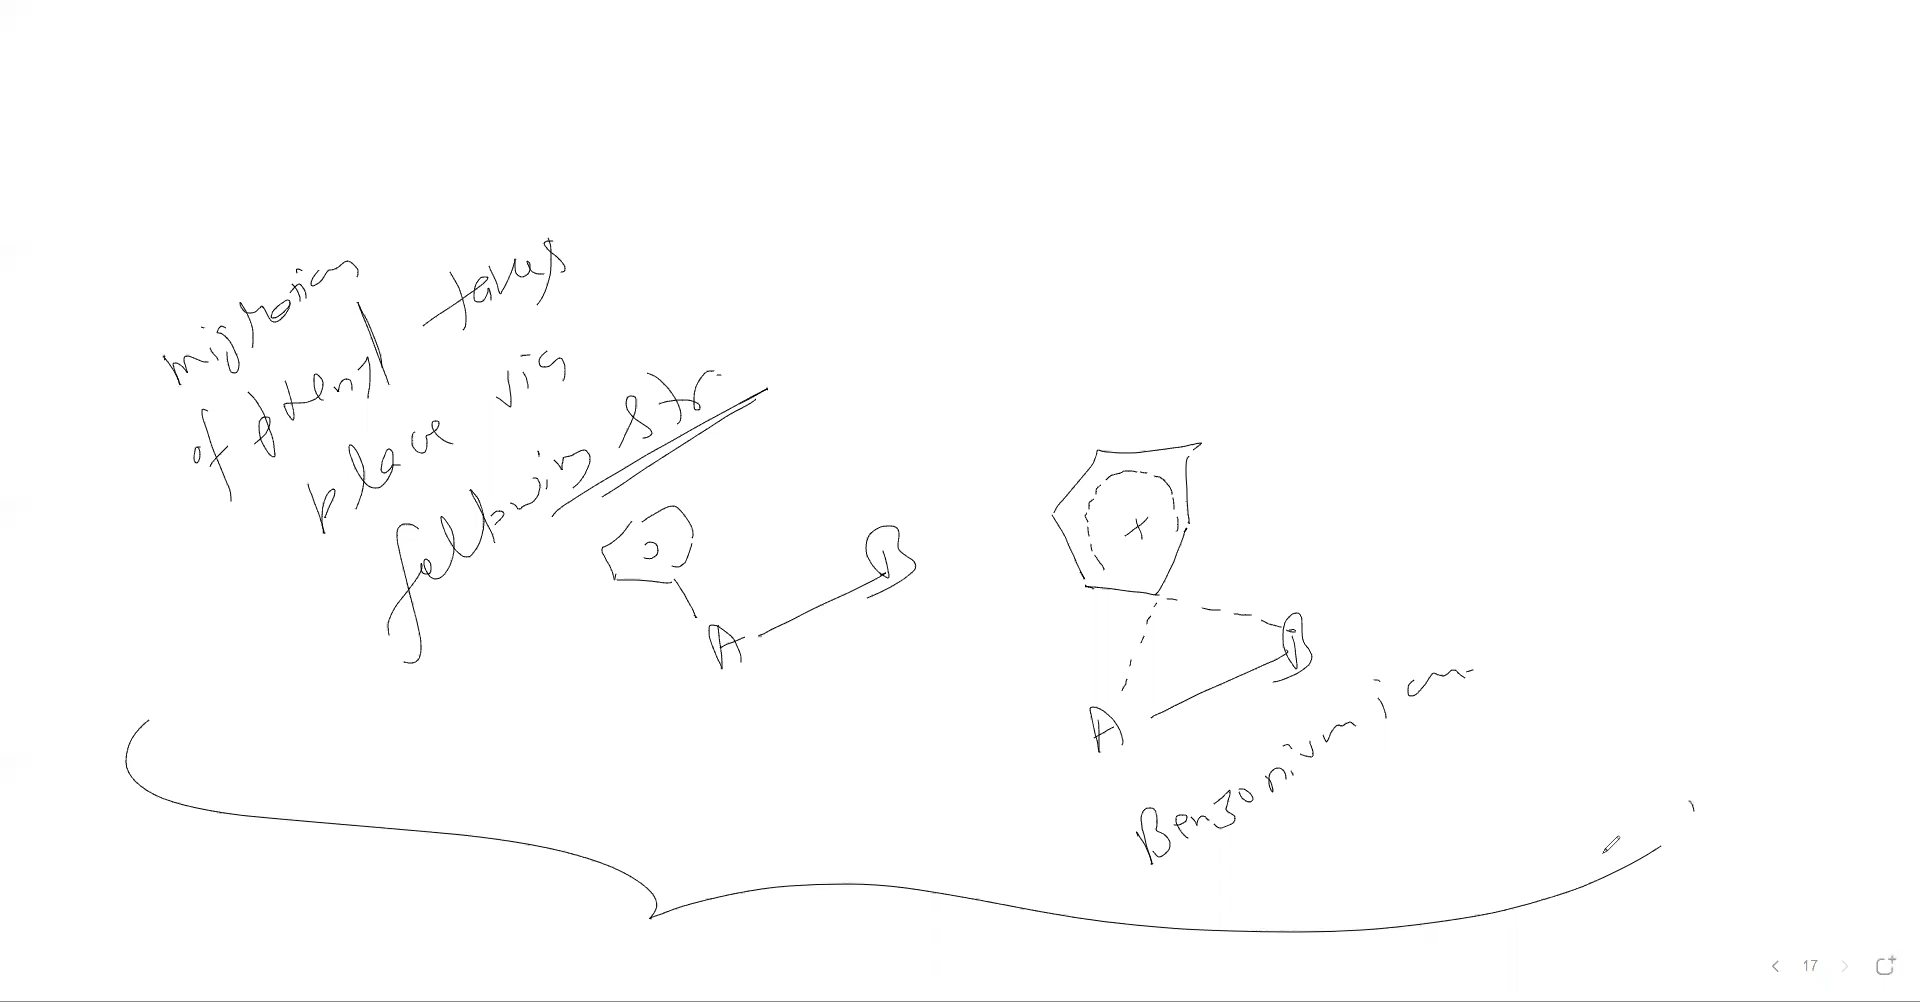 migration
of phenyl takes
place via
following str.
A B
A B
Benzonium ion
17